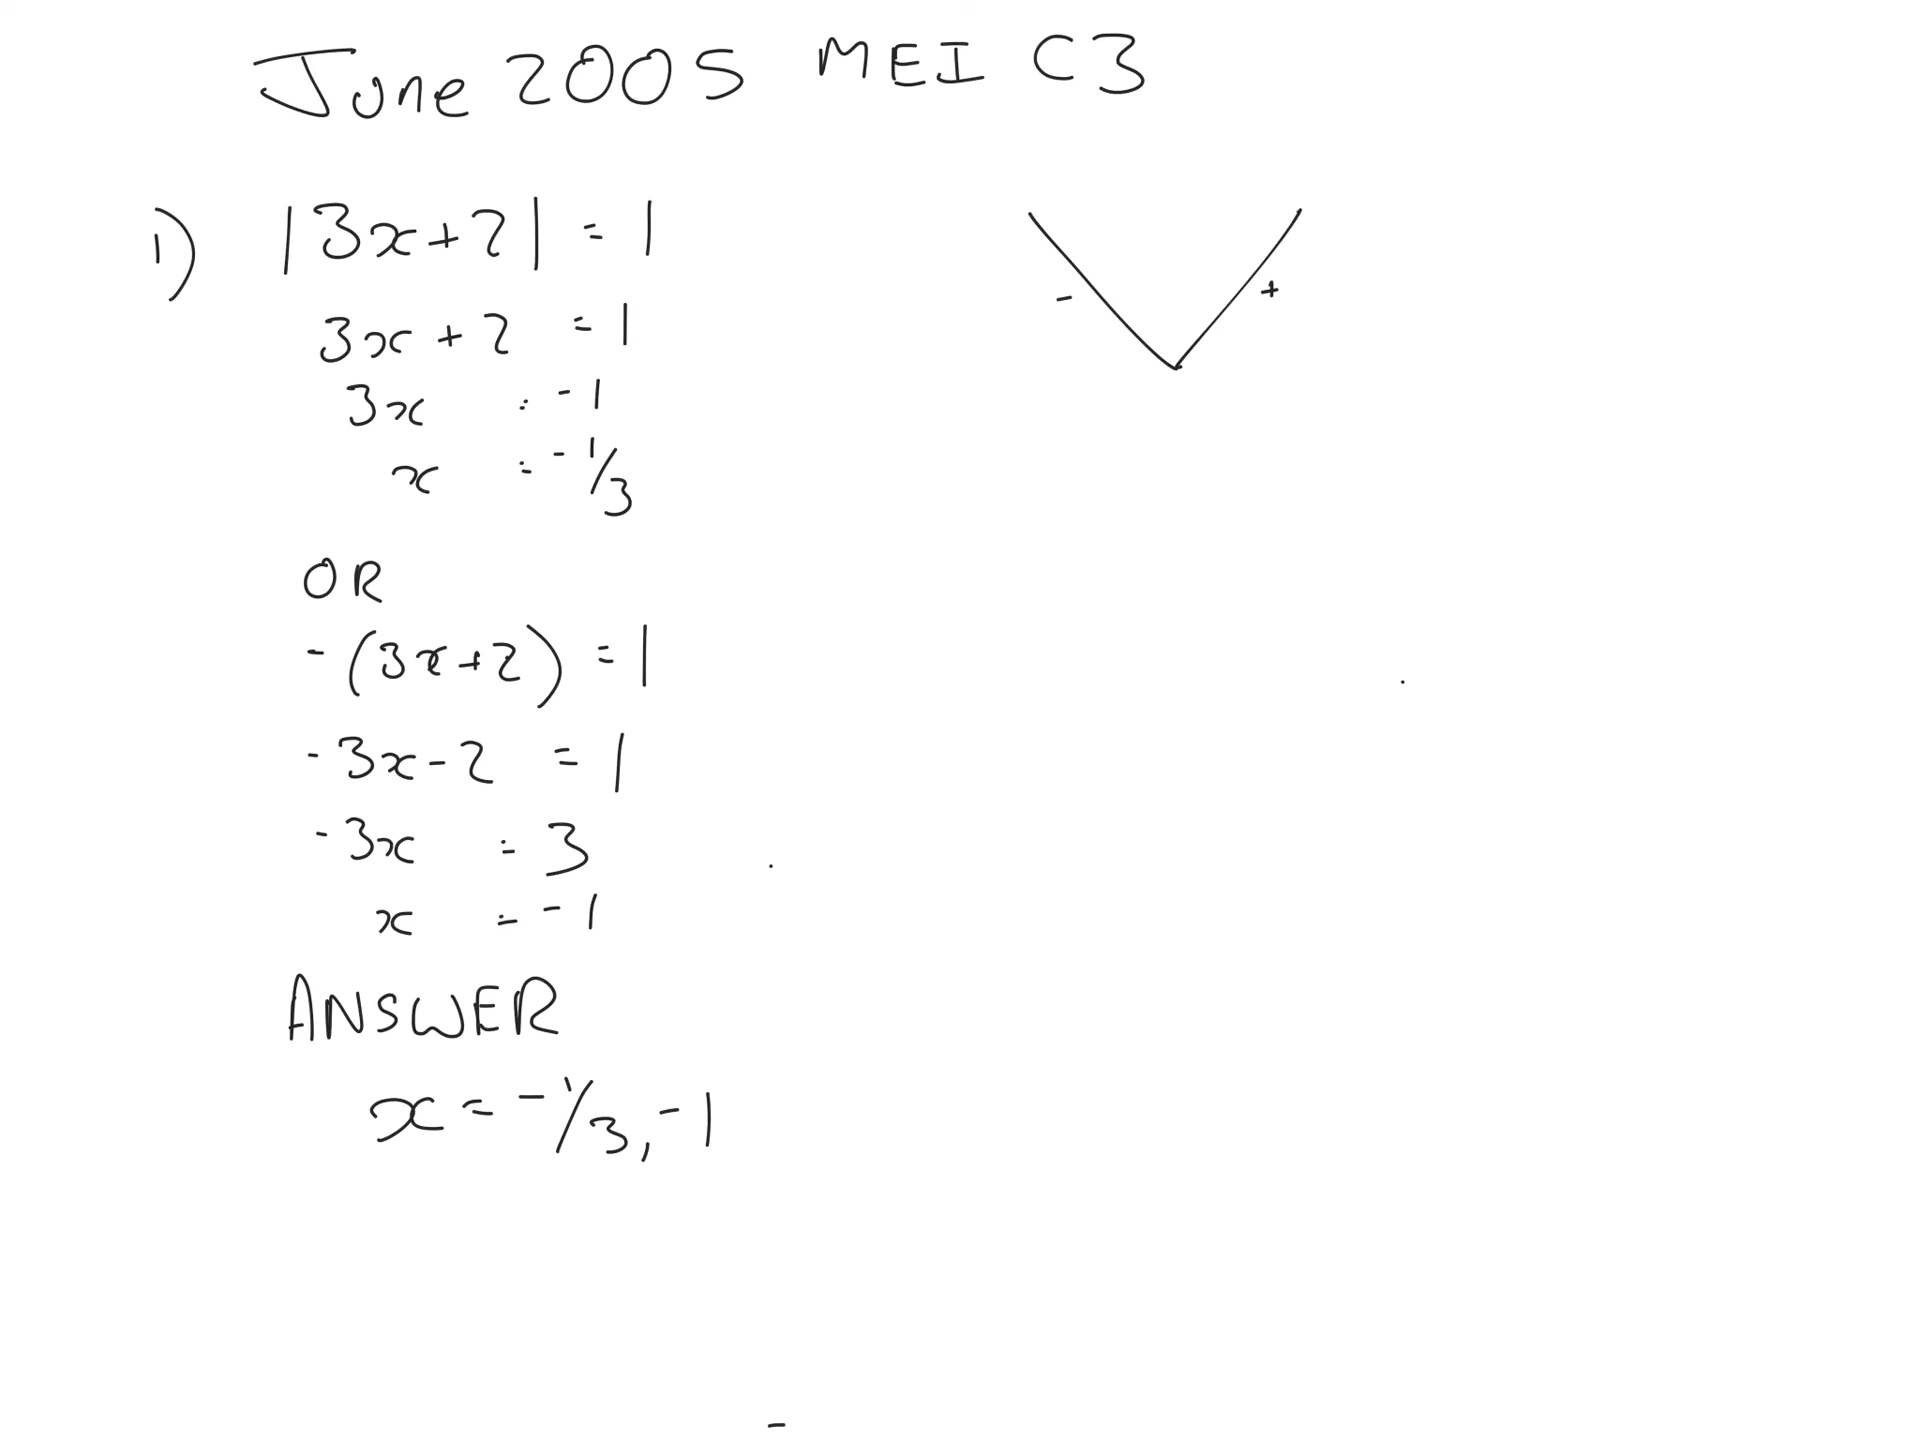 June 2005 MEI C3
1) |3x+2| = 1
3x + 2 = 1
3x = -1
x = -1/3
OR
-(3x+2) = 1
-3x-2 = 1
-3x = 3
x = -1
ANSWER
x = -1/3, -1
- +